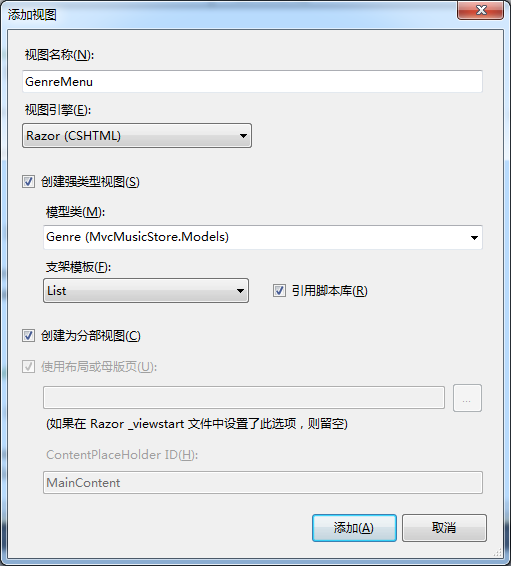 添加视图
视图名称(N):
GenreMenu
视图引擎(E):
Razor (CSHTML)
创建强类型视图(S)
模型类(M):
Genre (MvcMusicStore.Models)
支架模板(F):
List
引用脚本库(R)
创建为分部视图(C)
使用布局或母版页(U):
...
(如果在 Razor _viewstart 文件中设置了此选项，则留空)
ContentPlaceHolder ID(H):
MainContent
添加(A)
取消